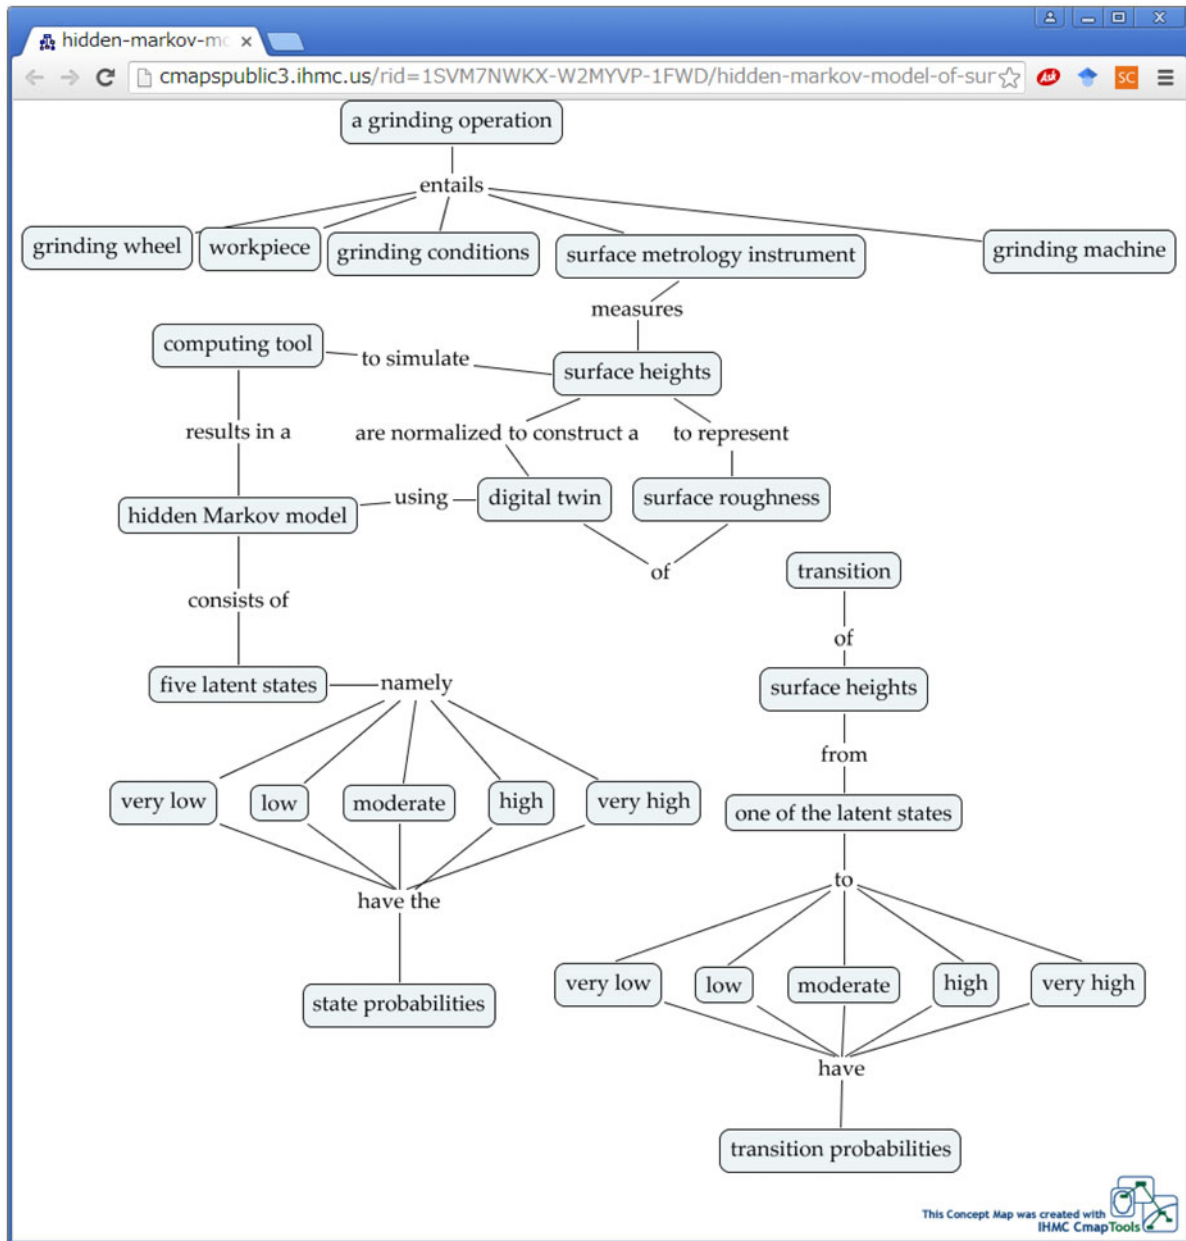 hidden-markov-mo
cmapspublic3.ihmc.us/rid=1SVM7NWKX-W2MYVP-1FWD/hidden-markov-model-of-sur
Ask
SC
a grinding operation
entails
grinding wheel
workpiece
grinding conditions
surface metrology instrument
grinding machine
measures
computing tool
to simulate
surface heights
results in a
are normalized to construct a
to represent
hidden Markov model
using
digital twin
surface roughness
of
transition
consists of
of
five latent states
namely
surface heights
from
very low
low
moderate
high
very high
one of the latent states
have the
to
state probabilities
very low
low
moderate
high
very high
have
transition probabilities
This Concept Map was created with
IHMC CmapTools